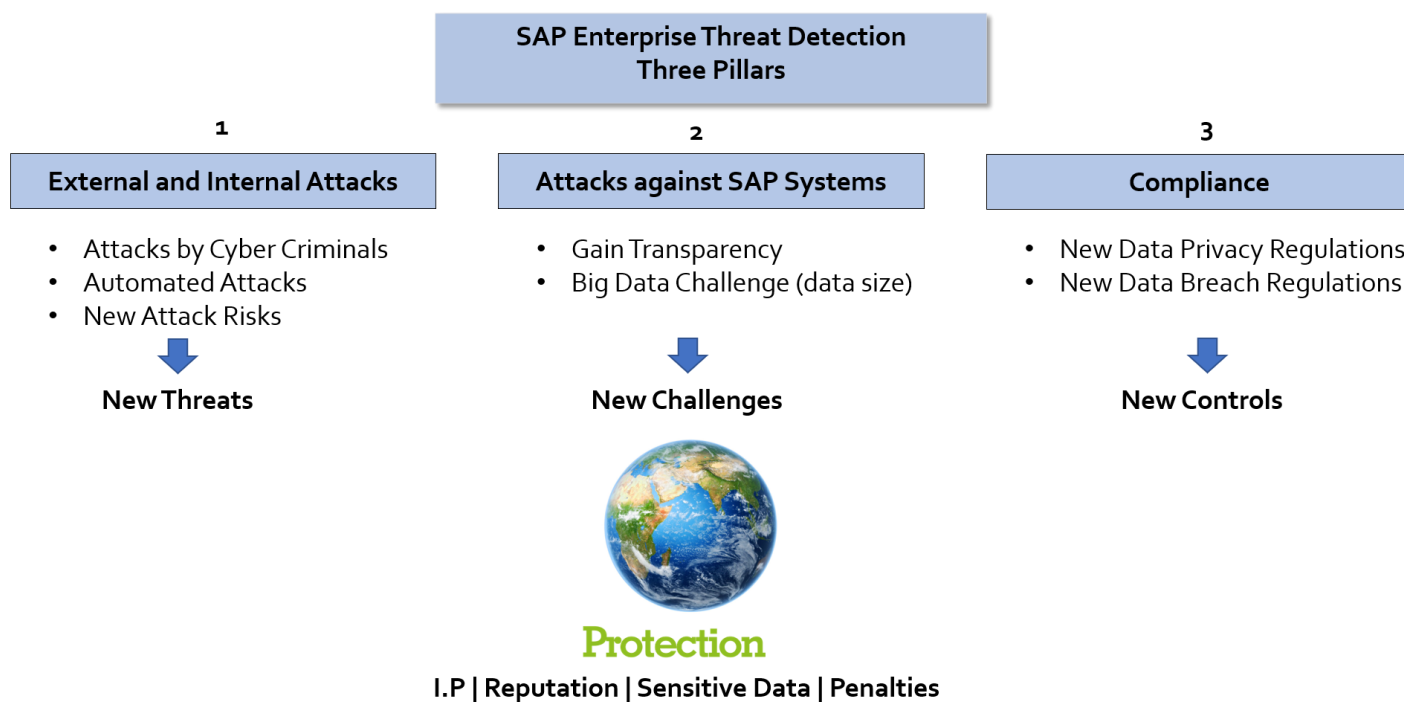 SAP Enterprise Threat Detection
Three Pillars
1
External and Internal Attacks
• Attacks by Cyber Criminals
• Automated Attacks
• New Attack Risks
New Threats
2
Attacks against SAP Systems
• Gain Transparency
• Big Data Challenge (data size)
New Challenges
3
Compliance
• New Data Privacy Regulations
• New Data Breach Regulations
New Controls
Protection
I.P | Reputation | Sensitive Data | Penalties